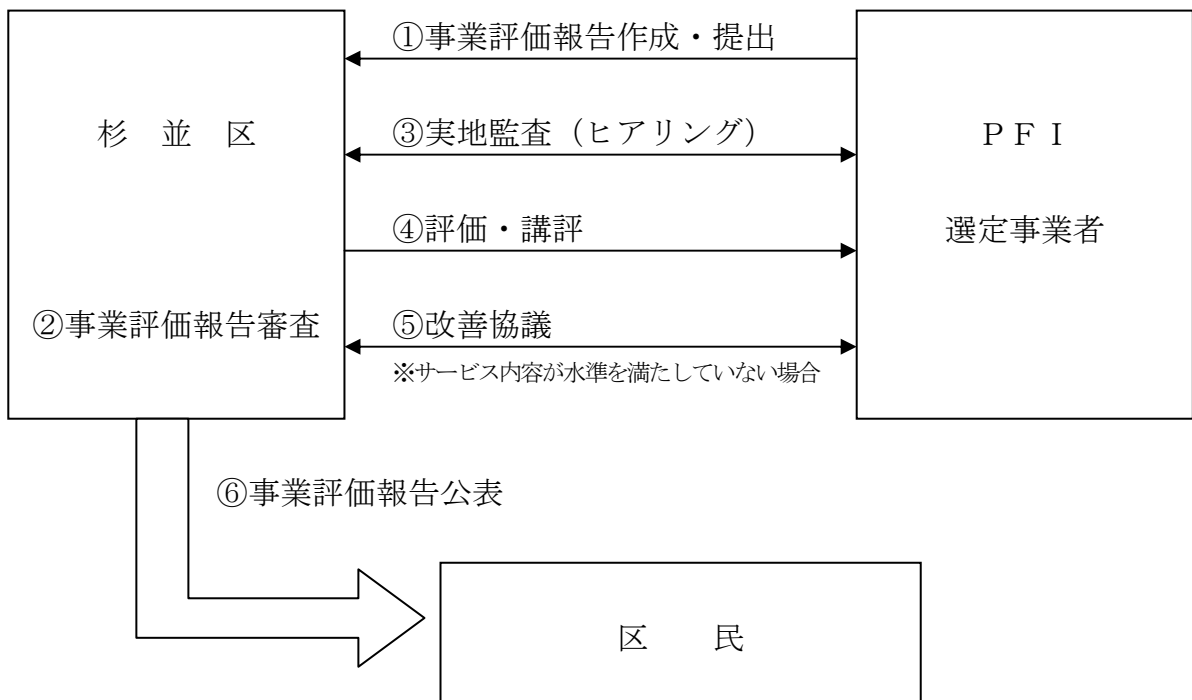 ①事業評価報告作成・提出
杉 並 区
③実地監査（ヒアリング）
ＰＦＩ
④評価・講評
選定事業者
②事業評価報告審査
⑤改善協議
※サービス内容が水準を満たしていない場合
⑥事業評価報告公表
区 民